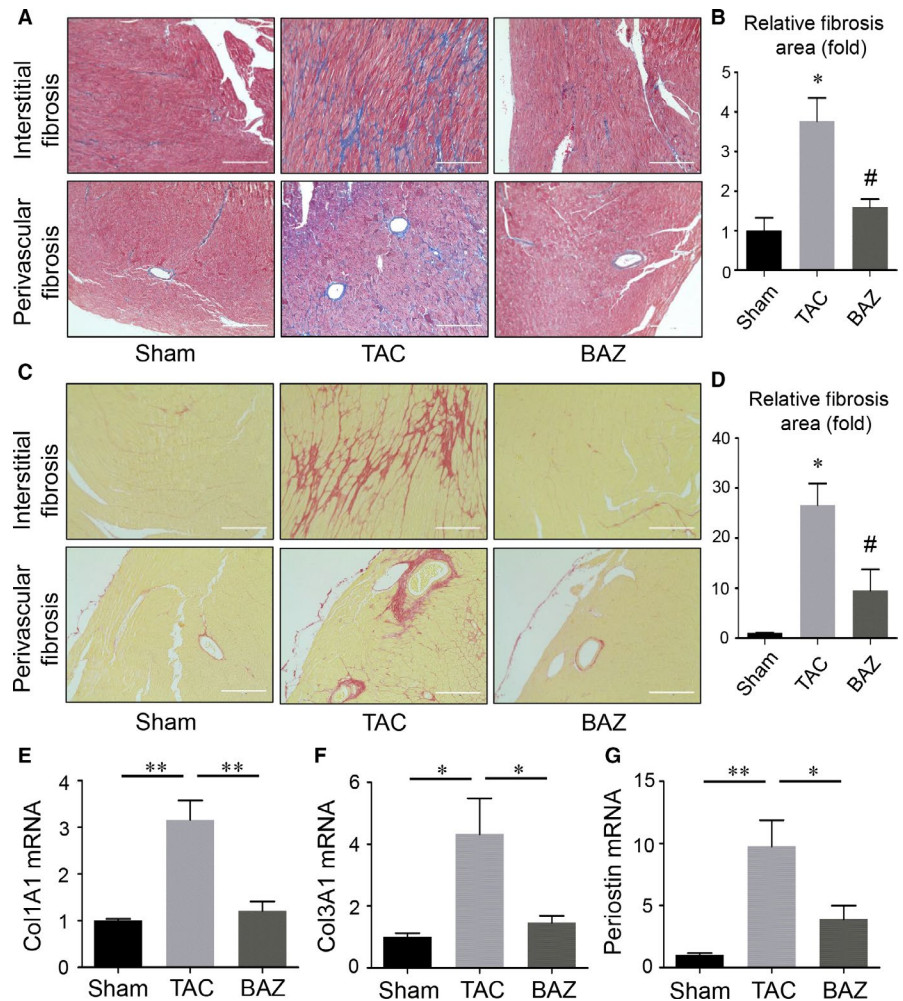 A
Interstitial
fibrosis
Perivascular
fibrosis
Sham
TAC
BAZ
B
Relative fibrosis
area (fold)
5
4
3
2
1
0
*
#
Sham
TAC
BAZ
C
Interstitial
fibrosis
Perivascular
fibrosis
Sham
TAC
BAZ
D
Relative fibrosis
area (fold)
40
30
20
10
0
*
#
Sham
TAC
BAZ
E
Col1A1 mRNA
4
3
2
1
0
**
**
Sham
TAC
BAZ
F
Col3A1 mRNA
6
4
2
0
*
*
Sham
TAC
BAZ
G
Periostin mRNA
15
10
5
0
**
*
Sham
TAC
BAZ